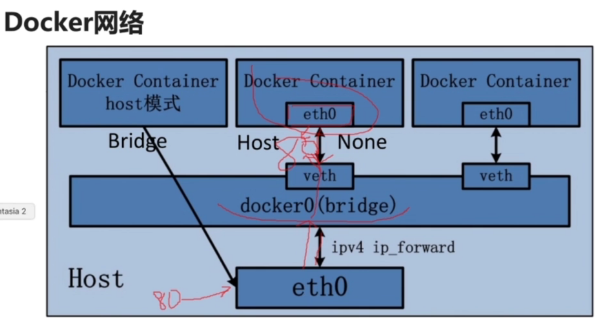 Docker网络
Docker Container
host模式
Docker Container
eth0
Docker Container
eth0
Bridge
Host
None
veth
veth
ntasia 2
docker0(bridge)
ipv4 ip_forward
Host
80
eth0